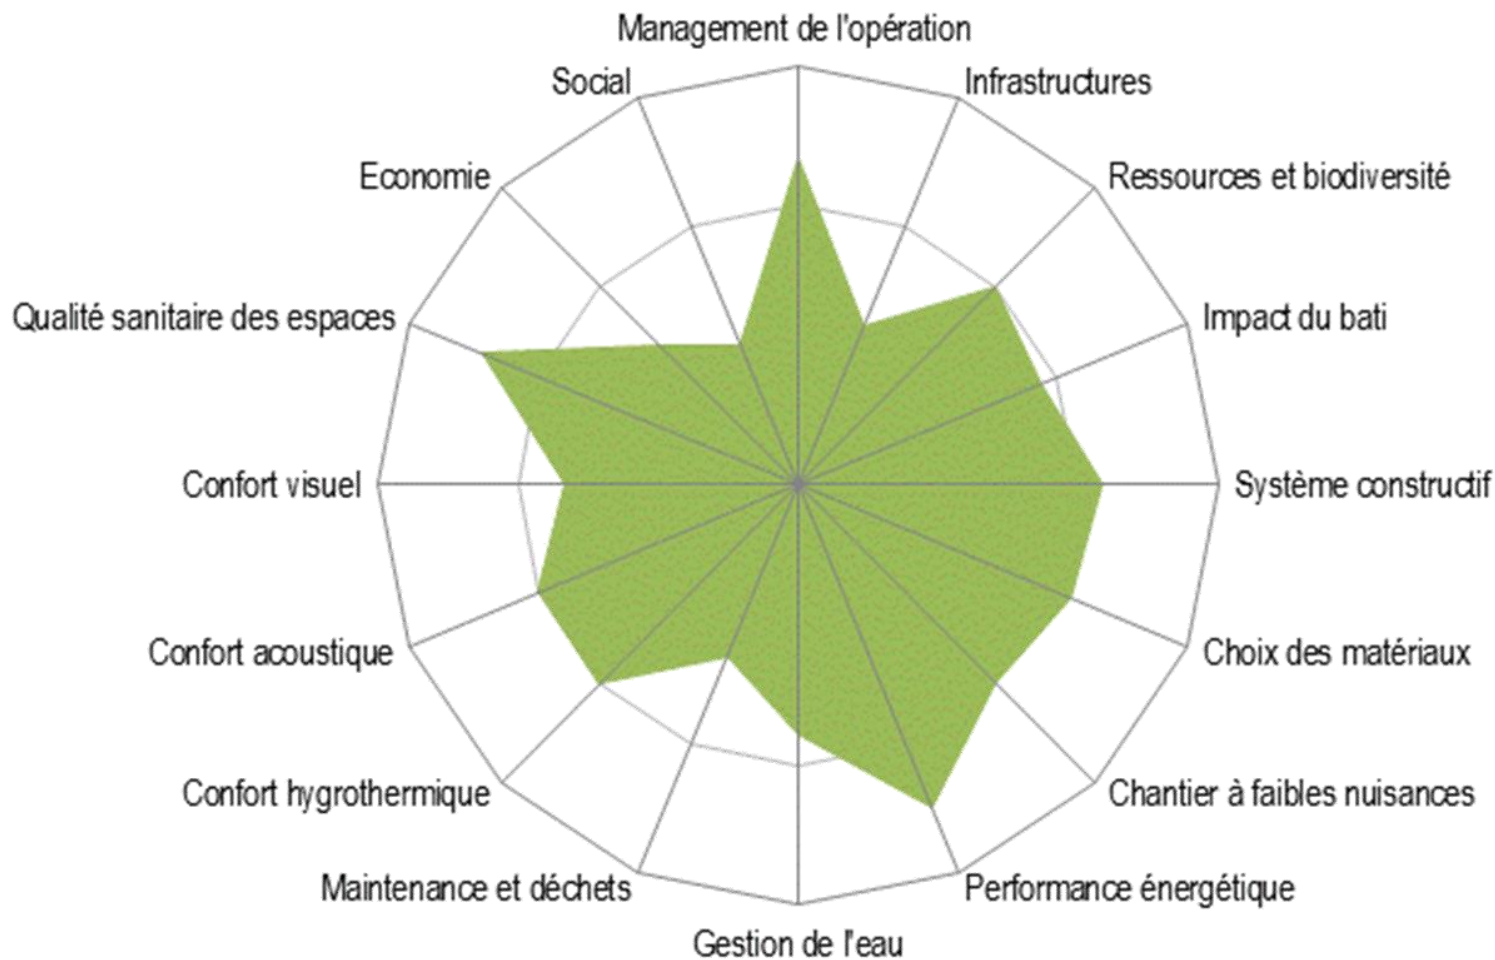 Management de l'opération
Social
Infrastructures
Economie
Ressources et biodiversité
Qualité sanitaire des espaces
Impact du bati
Confort visuel
Système constructif
Confort acoustique
Choix des matériaux
Confort hygrothermique
Chantier à faibles nuisances
Maintenance et déchets
Performance énergétique
Gestion de l'eau